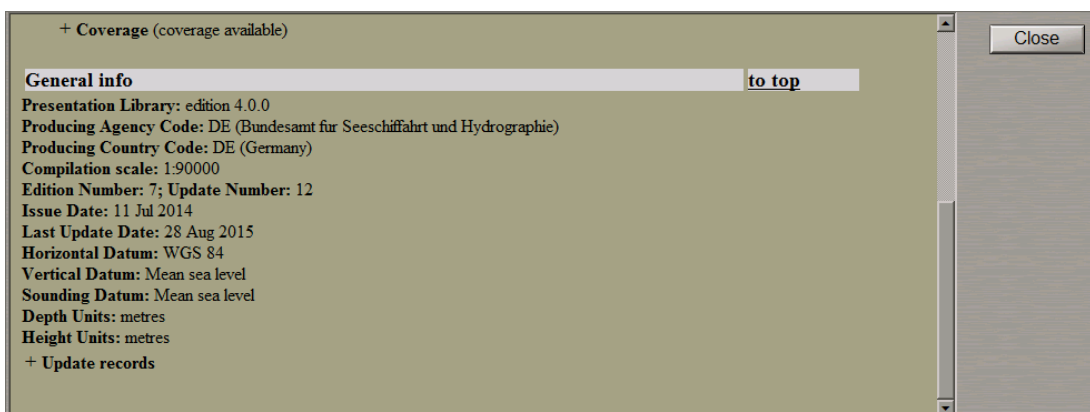 + Coverage (coverage available)
Close
General info to top
Presentation Library: edition 4.0.0
Producing Agency Code: DE (Bundesamt fur Seeschiffahrt und Hydrographie)
Producing Country Code: DE (Germany)
Compilation scale: 1:90000
Edition Number: 7; Update Number: 12
Issue Date: 11 Jul 2014
Last Update Date: 28 Aug 2015
Horizontal Datum: WGS 84
Vertical Datum: Mean sea level
Sounding Datum: Mean sea level
Depth Units: metres
Height Units: metres
+ Update records